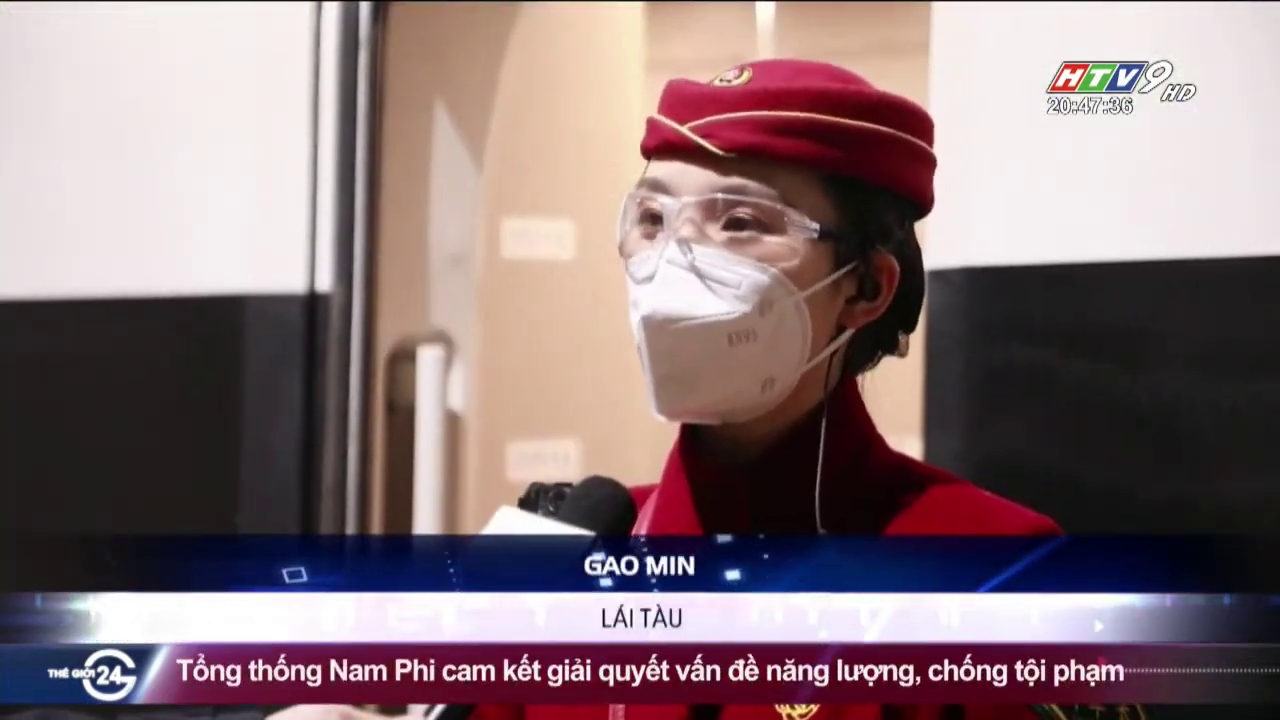 HTV9 HD
20:47:36
KN95
GAO MIN
LÁI TÀU
THẾ GIỚI 24G
Tổng thống Nam Phi cam kết giải quyết vấn đề năng lượng, chống tội phạm